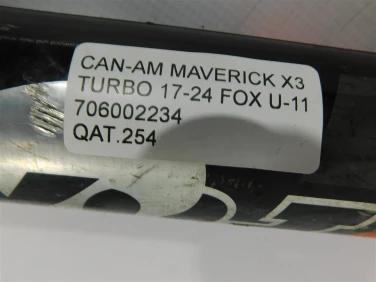 CAN-AM MAVERICK X3
TURBO 17-24 FOX U-11
706002234
QAT.254